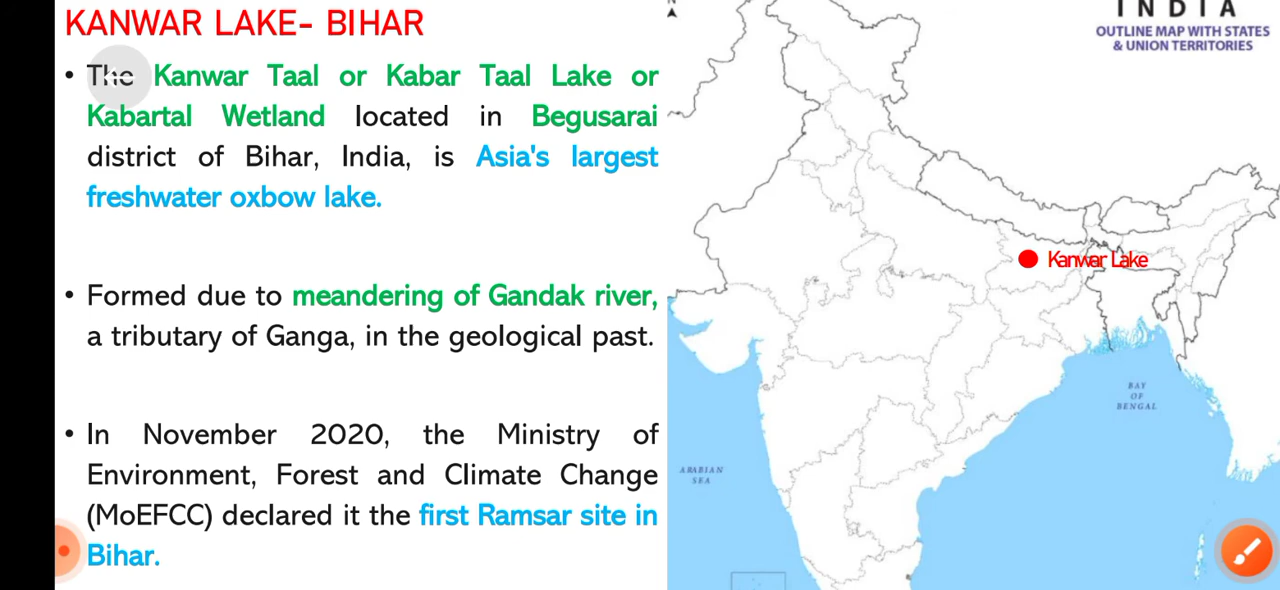 KANWAR LAKE- BIHAR
• The Kanwar Taal or Kabar Taal Lake or
Kabartal Wetland located in Begusarai
district of Bihar, India, is Asia's largest
freshwater oxbow lake.
• Formed due to meandering of Gandak river,
a tributary of Ganga, in the geological past.
• In November 2020, the Ministry of
Environment, Forest and Climate Change
(MoEFCC) declared it the first Ramsar site in
Bihar.
N
INDIA
OUTLINE MAP WITH STATES
& UNION TERRITORIES
Kanwar Lake
BAY
OF
BENGAL
ARABIAN
SEA